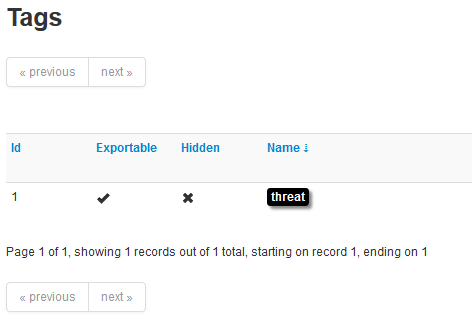 Tags
« previous next »
Id Exportable Hidden Name ↓
1 ✔ ✖ threat
Page 1 of 1, showing 1 records out of 1 total, starting on record 1, ending on 1
« previous next »